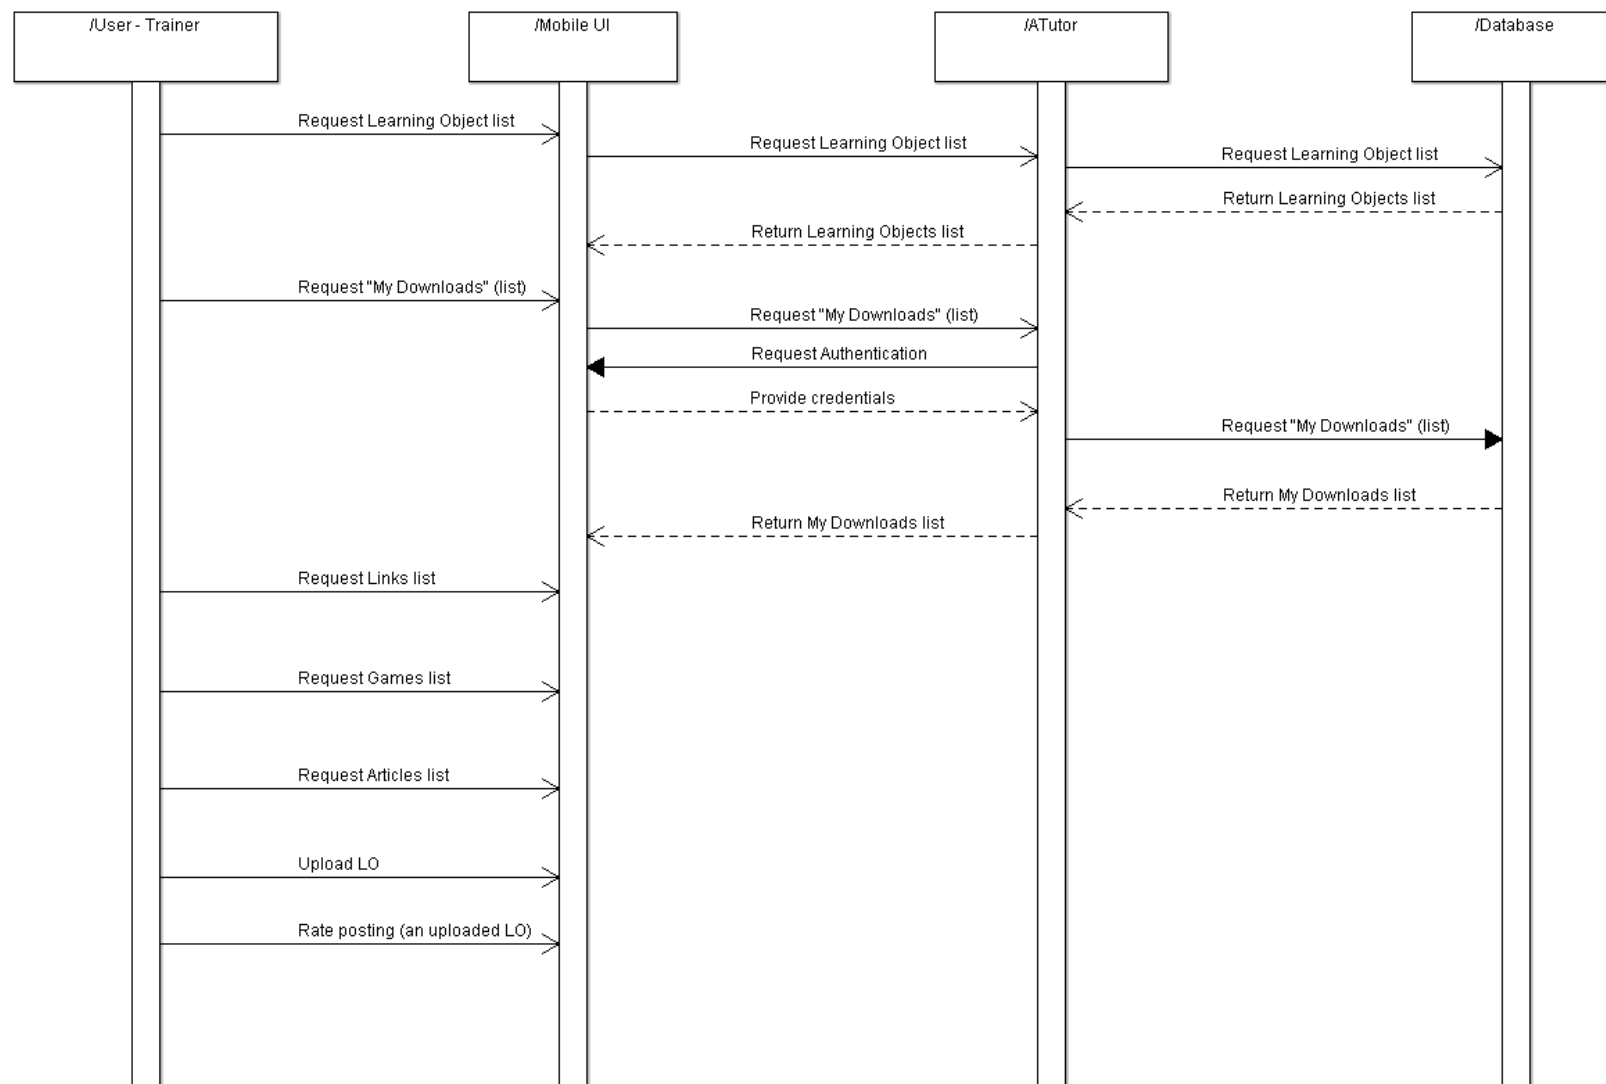 /User - Trainer
/Mobile UI
/ATutor
/Database
Request Learning Object list
Request Learning Object list
Request Learning Object list
Return Learning Objects list
Return Learning Objects list
Request "My Downloads" (list)
Request "My Downloads" (list)
Request Authentication
Provide credentials
Request "My Downloads" (list)
Return My Downloads list
Return My Downloads list
Request Links list
Request Games list
Request Articles list
Upload LO
Rate posting (an uploaded LO)